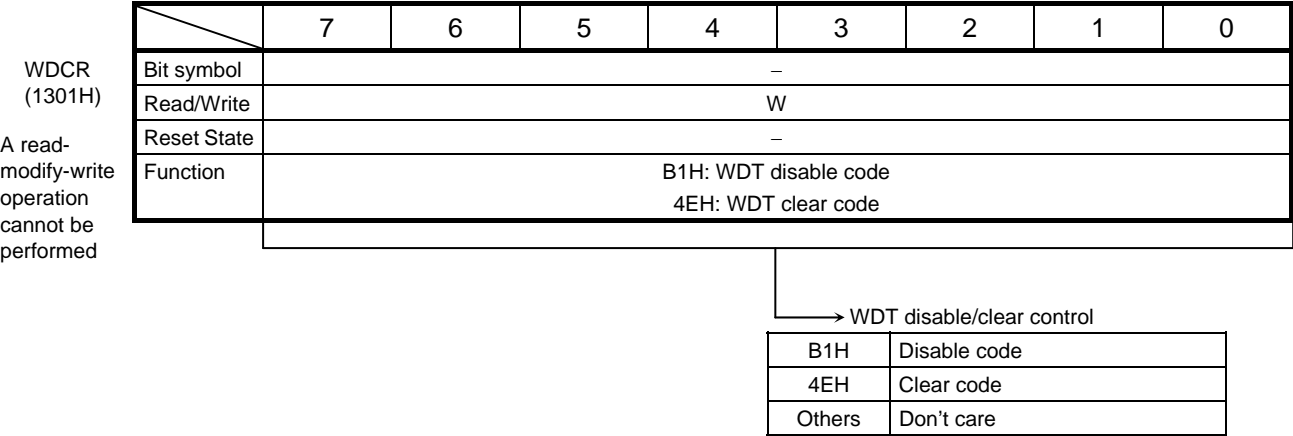 7 6 5 4 3 2 1 0
WDCR
(1301H)
A read-
modify-write
operation
cannot be
performed
Bit symbol –
Read/Write W
Reset State –
Function B1H: WDT disable code
4EH: WDT clear code
WDT disable/clear control
B1H Disable code
4EH Clear code
Others Don't care